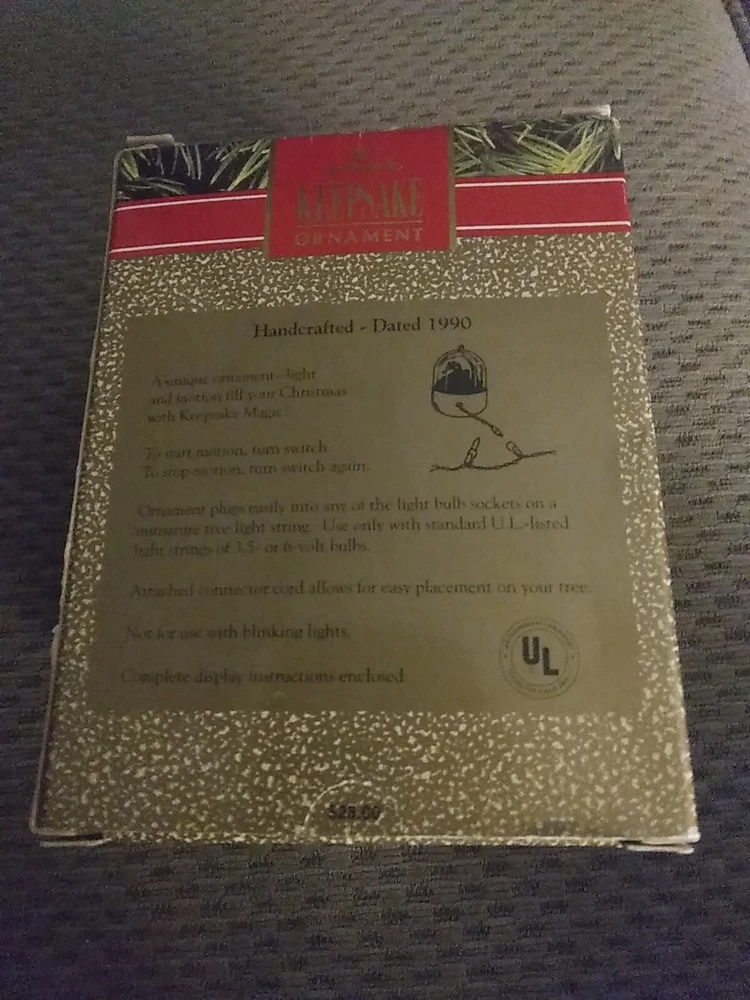 KEEPSAKE
ORNAMENT
Handcrafted - Dated 1990
A unique ornament—light
and motion fill your Christmas
with Keepsake Magic!
To start motion, turn switch.
To stop motion, turn switch again.
Ornament plugs easily into any of the light bulb sockets on a
miniature tree light string. Use only with standard U.L.-listed
light strings of 3.5- or 6-volt bulbs.
Attached connector cord allows for easy placement on your tree.
Not for use with blinking lights.
UL
Complete display instructions enclosed.
$28.00